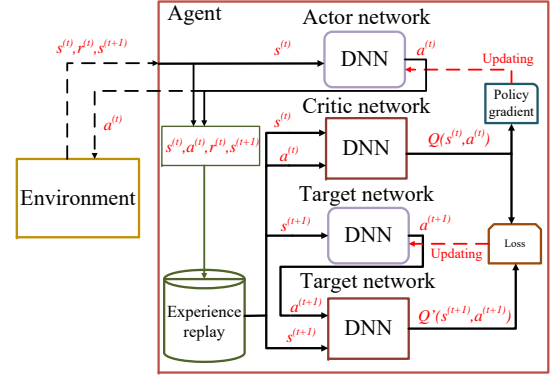 Agent
Actor network
s^(t),r^(t),s^(t+1)
s^(t)
DNN
a^(t)
Updating
Policy gradient
Critic network
s^(t)
a^(t)
DNN
Q(s^(t),a^(t))
a^(t)
s^(t),a^(t),r^(t),s^(t+1)
Environment
Target network
s^(t+1)
DNN
a^(t+1)
Updating
Loss
Target network
Experience
replay
a^(t+1)
s^(t+1)
DNN
Q'(s^(t+1),a^(t+1))